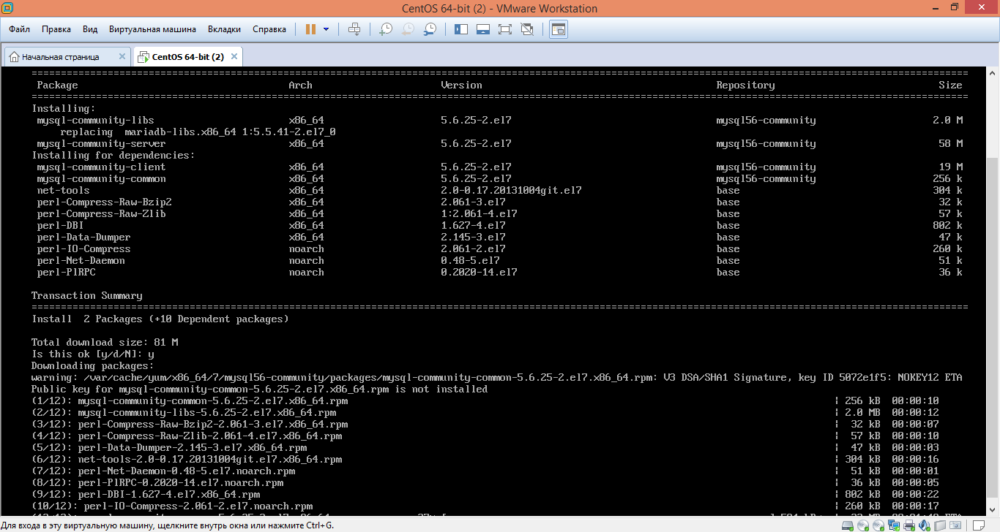 CentOS 64-bit (2) - VMware Workstation
Файл Правка Вид Виртуальная машина Вкладки Справка
Начальная страница CentOS 64-bit (2)
Package Arch Version Repository Size
Installing:
mysql-community-libs x86_64 5.6.25-2.el7 mysql56-community 2.0 M
replacing mariadb-libs.x86_64 1:5.5.41-2.el7_0
mysql-community-server x86_64 5.6.25-2.el7 mysql56-community 58 M
Installing for dependencies:
mysql-community-client x86_64 5.6.25-2.el7 mysql56-community 19 M
mysql-community-common x86_64 5.6.25-2.el7 mysql56-community 256 k
net-tools x86_64 2.0-0.17.20131004git.el7 base 304 k
perl-Compress-Raw-Bzip2 x86_64 2.061-3.el7 base 32 k
perl-Compress-Raw-Zlib x86_64 1:2.061-4.el7 base 57 k
perl-DBI x86_64 1.627-4.el7 base 802 k
perl-Data-Dumper x86_64 2.145-3.el7 base 47 k
perl-IO-Compress noarch 2.061-2.el7 base 260 k
perl-Net-Daemon noarch 0.48-5.el7 base 51 k
perl-PlRPC noarch 0.2020-14.el7 base 36 k
Transaction Summary
Install 2 Packages (+10 Dependent packages)
Total download size: 81 M
Is this ok [y/d/N]: y
Downloading packages:
warning: /var/cache/yum/x86_64/7/mysql56-community/packages/mysql-community-common-5.6.25-2.el7.x86_64.rpm: V3 DSA/SHA1 Signature, key ID 5072e1f5: NOKEY12 ETA
Public key for mysql-community-common-5.6.25-2.el7.x86_64.rpm is not installed
(1/12): mysql-community-common-5.6.25-2.el7.x86_64.rpm | 256 kB 00:00:10
(2/12): mysql-community-libs-5.6.25-2.el7.x86_64.rpm | 2.0 MB 00:00:12
(3/12): perl-Compress-Raw-Bzip2-2.061-3.el7.x86_64.rpm | 32 kB 00:00:07
(4/12): perl-Compress-Raw-Zlib-2.061-4.el7.x86_64.rpm | 57 kB 00:00:10
(5/12): perl-Data-Dumper-2.145-3.el7.x86_64.rpm | 47 kB 00:00:03
(6/12): net-tools-2.0-0.17.20131004git.el7.x86_64.rpm | 304 kB 00:00:16
(7/12): perl-Net-Daemon-0.48-5.el7.noarch.rpm | 51 kB 00:00:01
(8/12): perl-PlRPC-0.2020-14.el7.noarch.rpm | 36 kB 00:00:05
(9/12): perl-DBI-1.627-4.el7.x86_64.rpm | 802 kB 00:00:22
(10/12): perl-IO-Compress-2.061-2.el7.noarch.rpm | 260 kB 00:00:17
Для входа в эту виртуальную машину, щелкните внутрь окна или нажмите Ctrl+G.